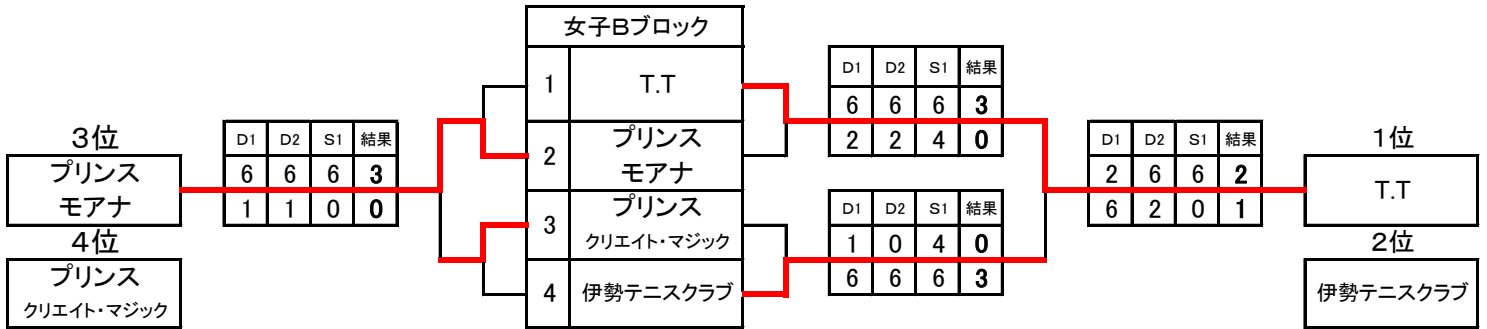 女子Bブロック
1 T.T
2 プリンス
モアナ
3 プリンス
クリエイト・マジック
4 伊勢テニスクラブ
3位
プリンス
モアナ
4位
プリンス
クリエイト・マジック
D1 D2 S1 結果
6 6 6 3
1 1 0 0
D1 D2 S1 結果
6 6 6 3
2 2 4 0
D1 D2 S1 結果
1 0 4 0
6 6 6 3
D1 D2 S1 結果
2 6 6 2
6 2 0 1
1位
T.T
2位
伊勢テニスクラブ